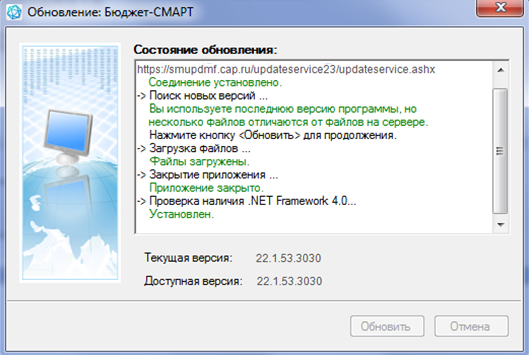 Обновление: Бюджет-СМАРТ
Состояние обновления:
https://smupdmf.cap.ru/updateservice23/updateservice.ashx
Соединение установлено.
-> Поиск новых версий ...
Вы используете последнюю версию программы, но
несколько файлов отличаются от файлов на сервере.
Нажмите кнопку <Обновить> для продолжения.
-> Загрузка файлов ...
Файлы загружены.
-> Закрытие приложения ...
Приложение закрыто.
-> Проверка наличия .NET Framework 4.0...
Установлен.
Текущая версия: 22.1.53.3030
Доступная версия: 22.1.53.3030
Обновить Отмена